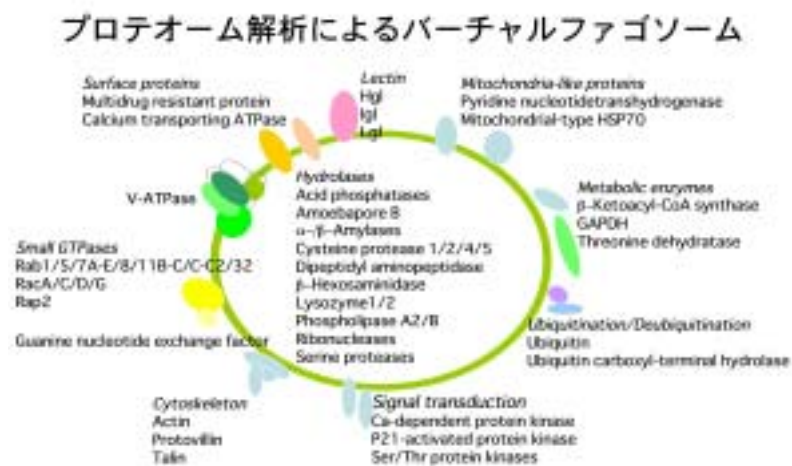 プロテオーム解析によるバーチャルファゴソーム
Surface proteins
Multidrug resistant protein
Calcium transporting ATPase
Lectin
Hgl
Igl
Lgl
Mitochondria-like proteins
Pyridine nucleotidetranshydrogenase
Mitochondrial-type HSP70
V-ATPase
Hydrolases
Acid phosphatases
Amoebapore B
α-/β-Amylases
Cysteine protease 1/2/4/5
Dipeptidyl aminopeptidase
β-Hexosaminidase
Lysozyme1/2
Phospholipase A2/B
Ribonucleases
Serine proteases
Metabolic enzymes
β-Ketoacyl-CoA synthase
GAPDH
Threonine dehydratase
Small GTPases
Rab1/5/7A-E/8/11B-C/C-C2/32
RacA/C/D/G
Rap2
Guanine nucleotide exchange factor
Ubiquitination/Deubiquitination
Ubiquitin
Ubiquitin carboxyl-terminal hydrolase
Cytoskeleton
Actin
Protovillin
Talin
Signal transduction
Ca-dependent protein kinase
P21-activated protein kinase
Ser/Thr protein kinases